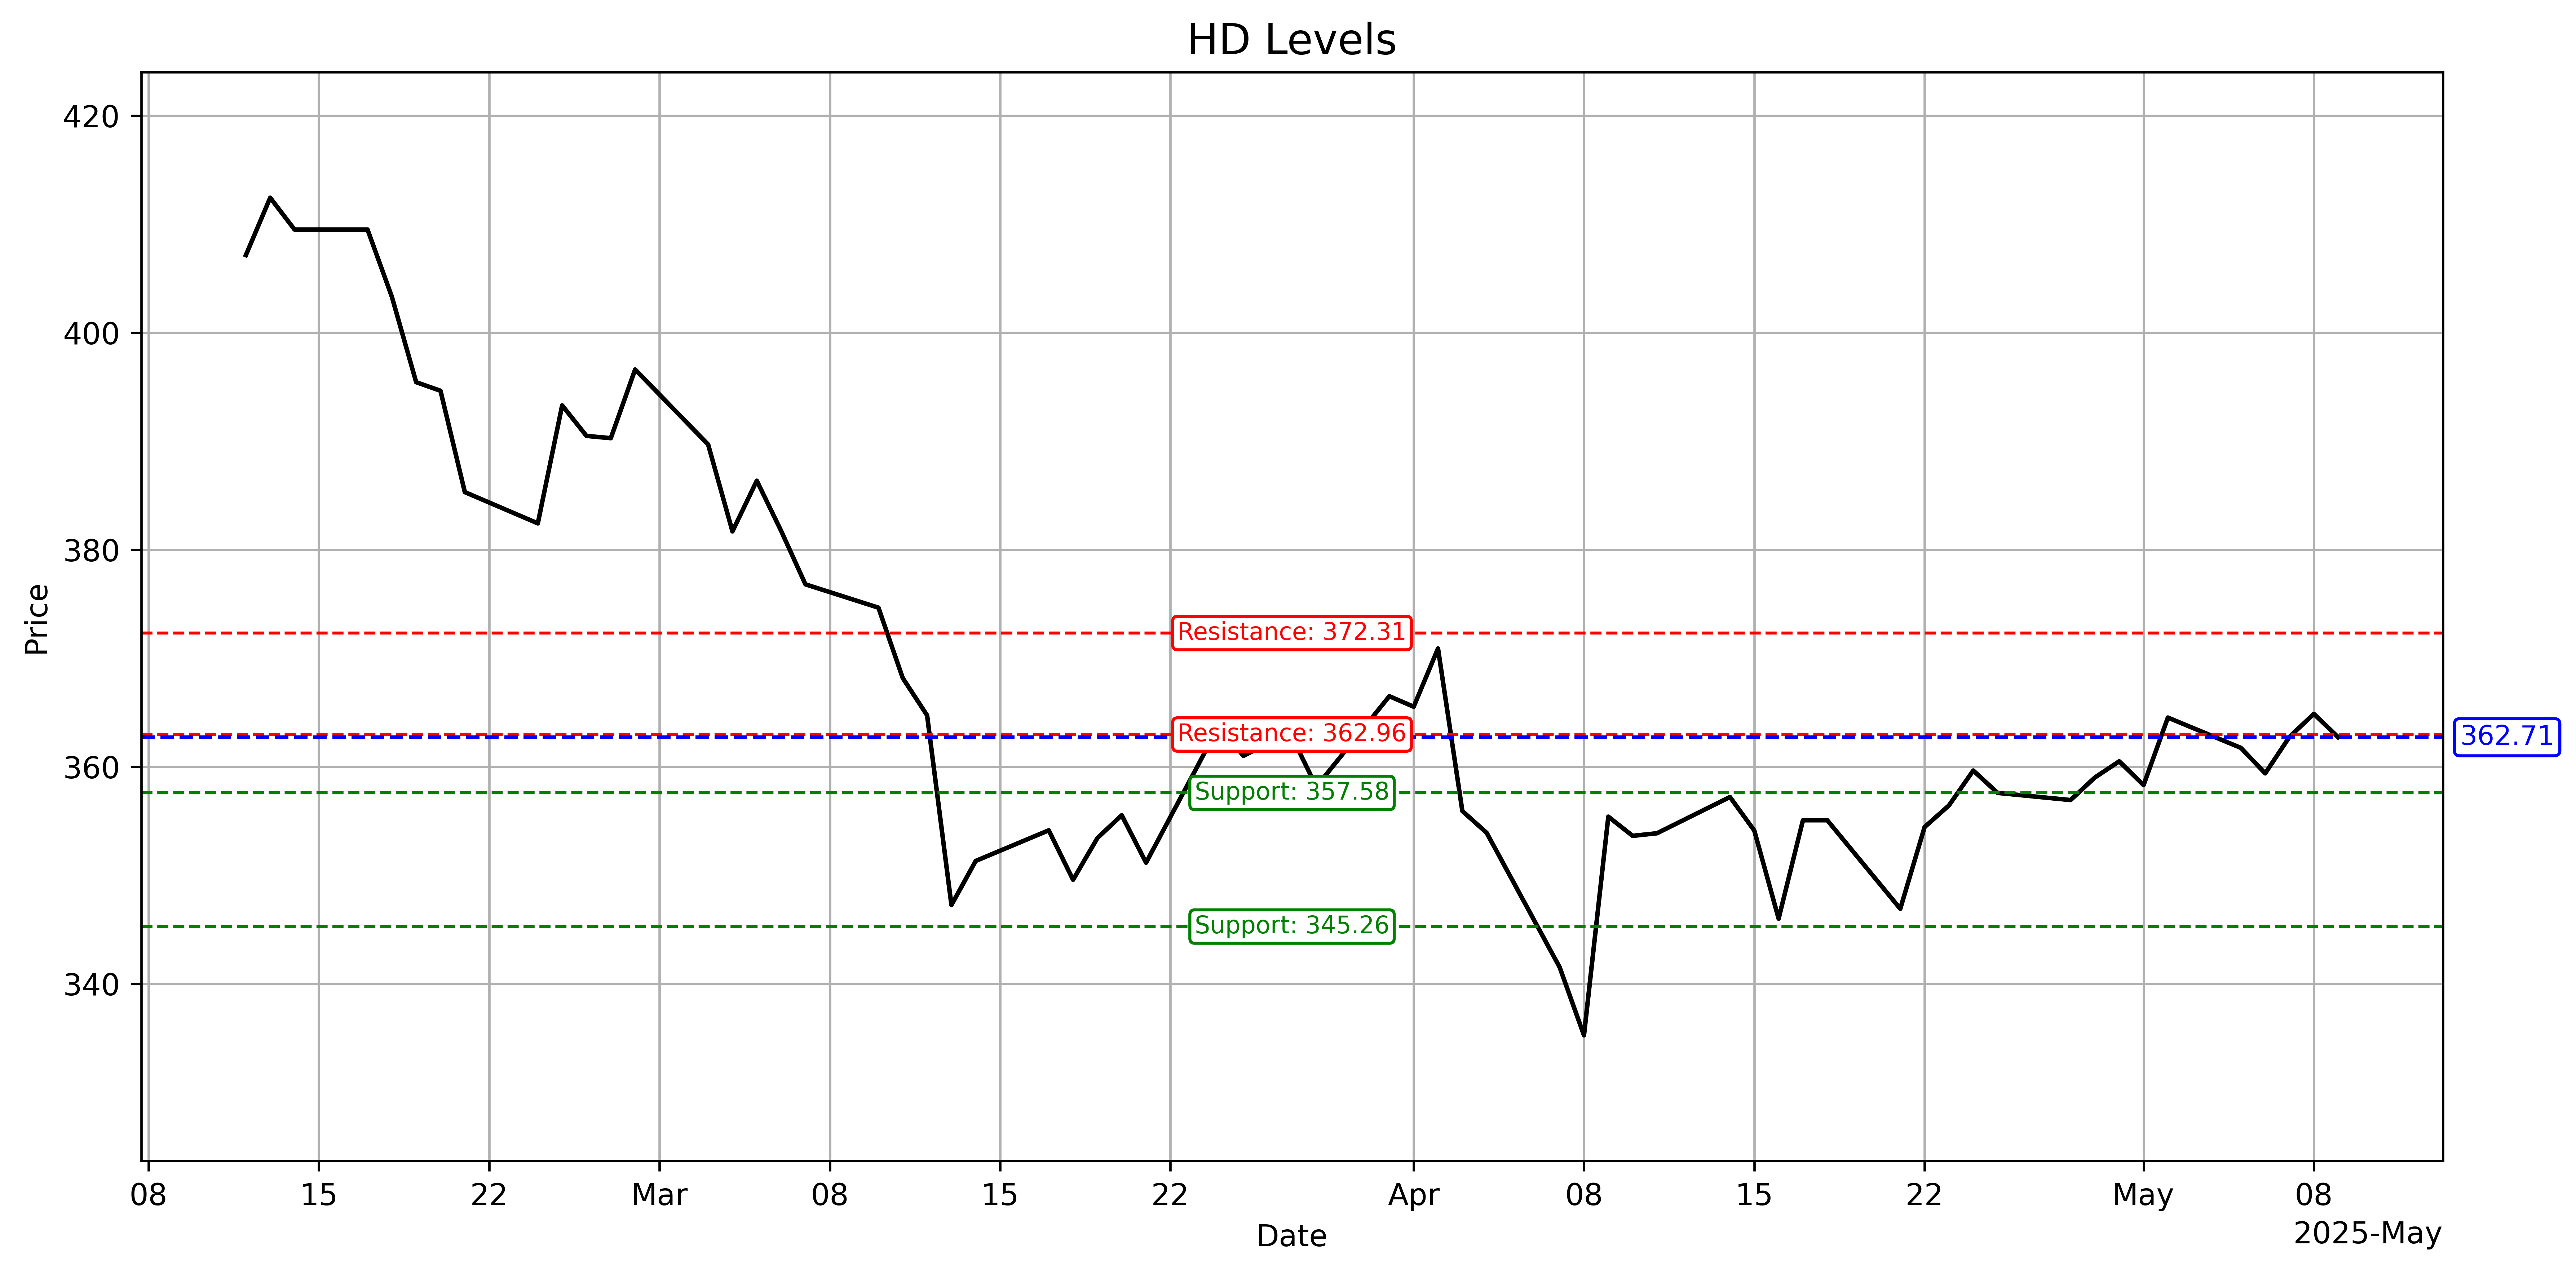 HD Levels
420
400
380
360
340
Price
Resistance: 372.31
Resistance: 362.96
362.71
Support: 357.58
Support: 345.26
08 15 22 Mar 08 15 22 Apr 08 15 22 May 08
2025-May
Date